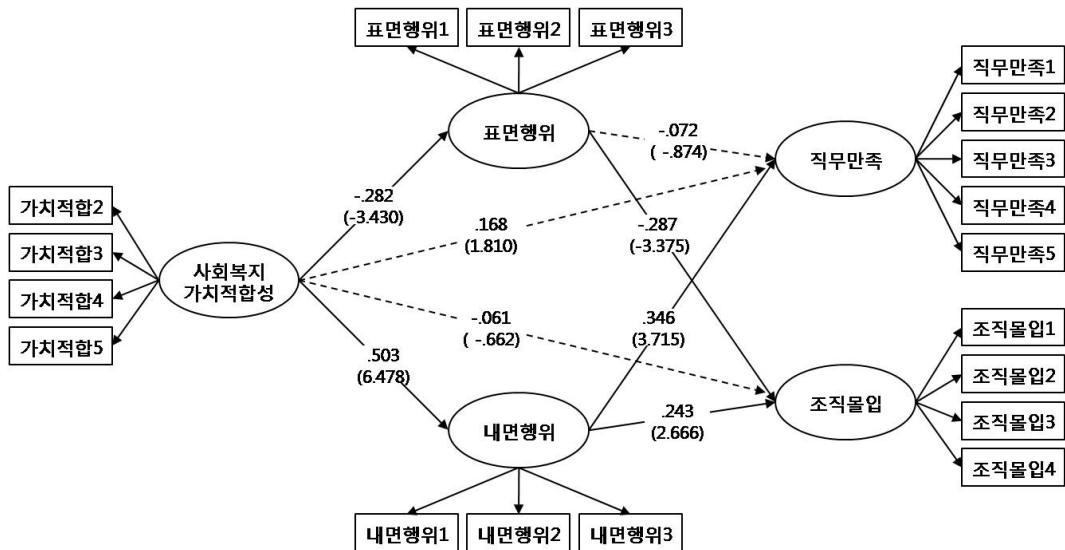 표면행위1
표면행위2
표면행위3
표면행위
-.282
(-3.430)
-.072
( -.874)
직무만족
직무만족1
직무만족2
직무만족3
직무만족4
직무만족5
가치적합2
가치적합3
가치적합4
가치적합5
사회복지
가치적합성
.168
(1.810)
-.287
(-3.375)
-.061
( -.662)
.346
(3.715)
.503
(6.478)
조직몰입1
조직몰입2
조직몰입3
조직몰입4
조직몰입
내면행위
.243
(2.666)
내면행위1
내면행위2
내면행위3